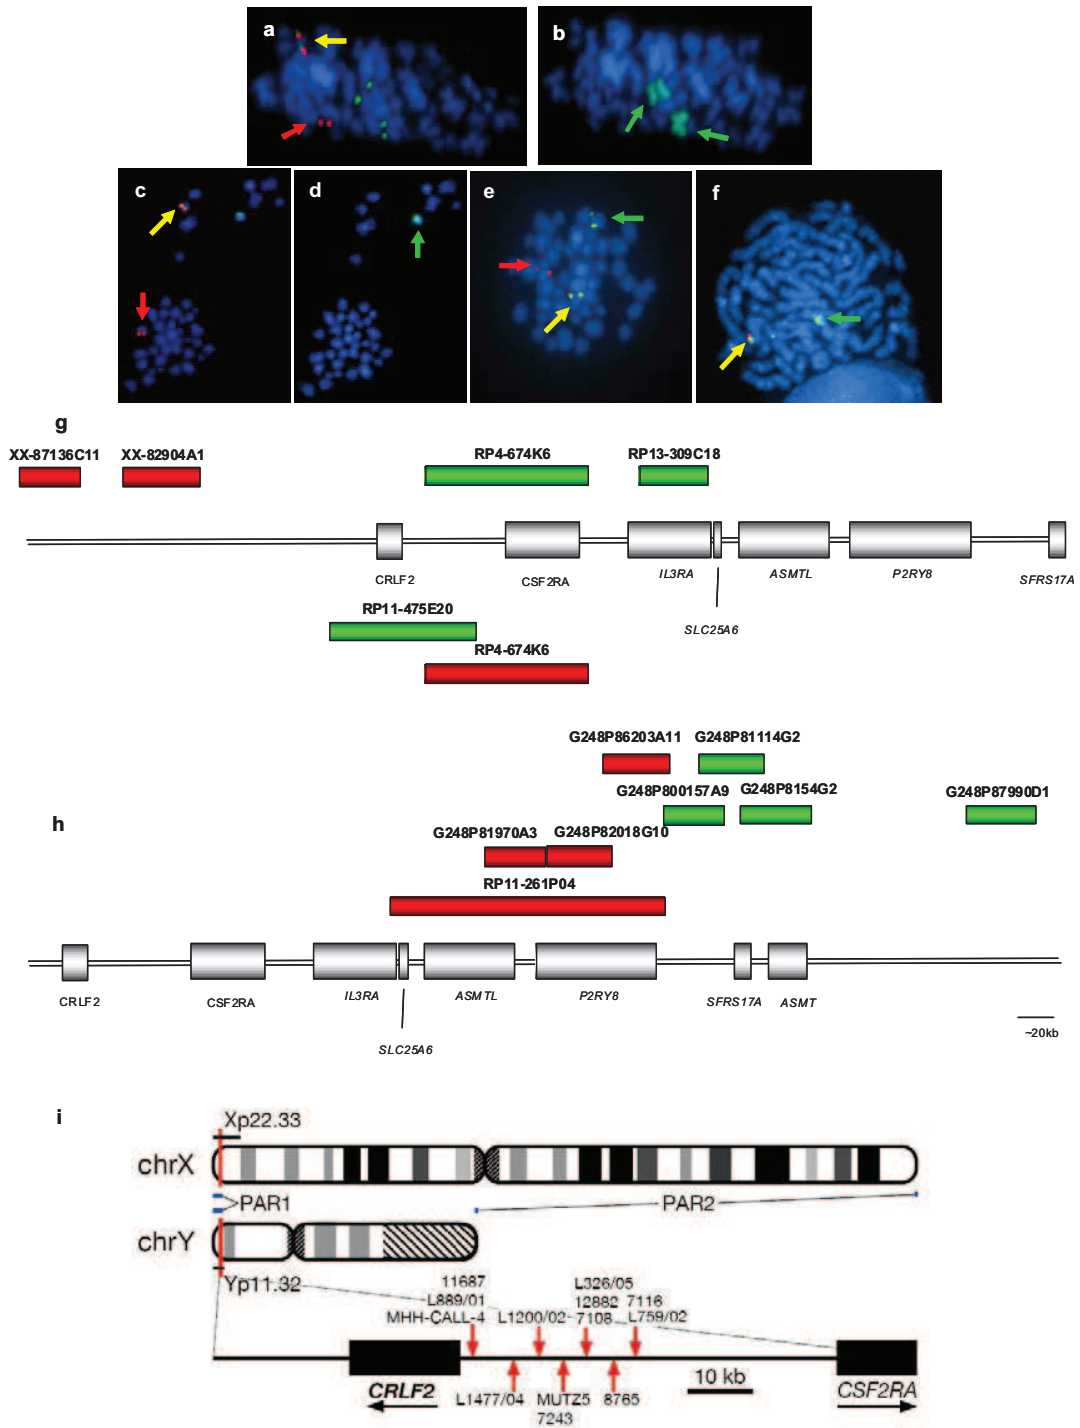 a
b
c
d
e
f
g
XX-87136C11 XX-82904A1 RP4-674K6 RP13-309C18
CRLF2 CSF2RA IL3RA ASMTL P2RY8 SFRS17A
SLC25A6
RP11-475E20
RP4-674K6
G248P86203A11 G248P81114G2
G248P800157A9 G248P8154G2 G248P87990D1
h
G248P81970A3 G248P82018G10
RP11-261P04
CRLF2 CSF2RA IL3RA ASMTL P2RY8 SFRS17A ASMT
SLC25A6
~20kb
i
Xp22.33
chrX
PAR1 PAR2
chrY
Yp11.32
11687 L326/05
L889/01 12882 7116
MHH-CALL-4 L1200/02 7108 L759/02
10 kb
CRLF2 CSF2RA
L1477/04 MUTZ5 8765
7243